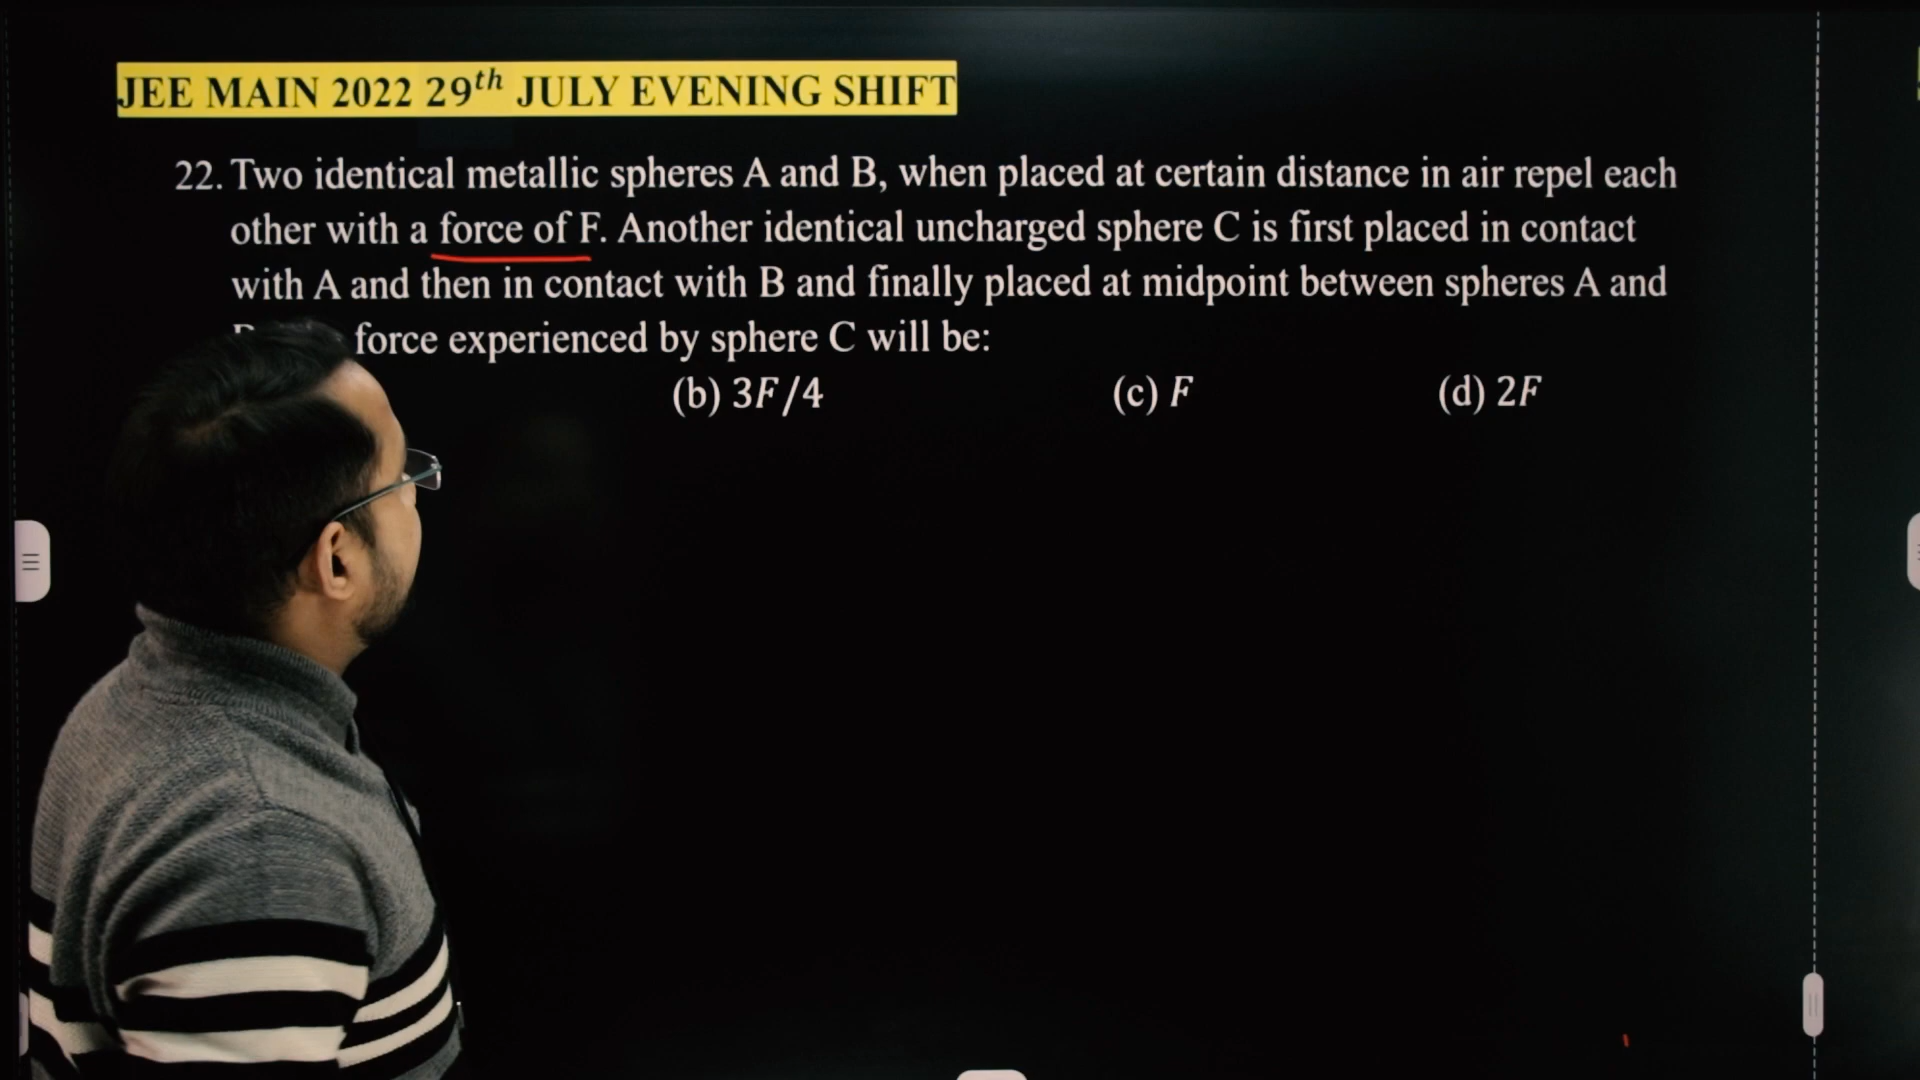 JEE MAIN 2022 29th JULY EVENING SHIFT
22. Two identical metallic spheres A and B, when placed at certain distance in air repel each
other with a force of F. Another identical uncharged sphere C is first placed in contact
with A and then in contact with B and finally placed at midpoint between spheres A and
force experienced by sphere C will be:
(b) 3F/4 (c) F (d) 2F